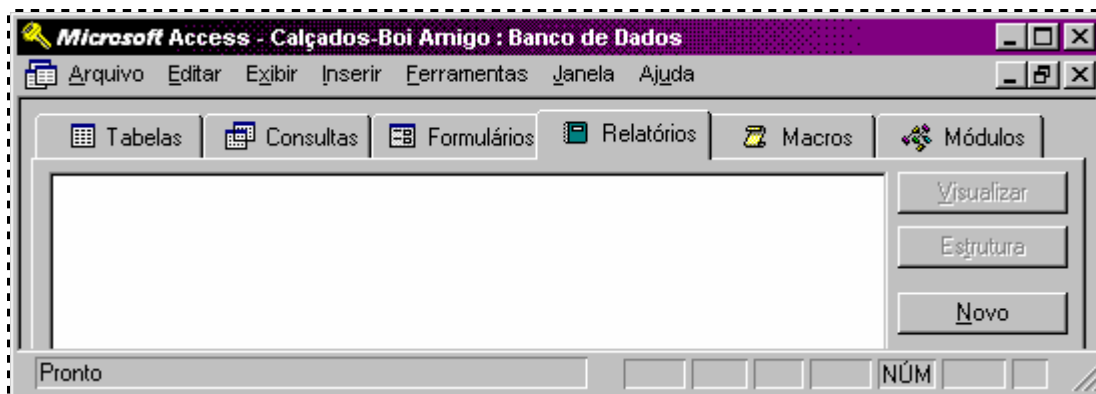 Microsoft Access - Calçados-Boi Amigo : Banco de Dados
Arquivo Editar Exibir Inserir Ferramentas Janela Ajuda
Tabelas Consultas Formulários Relatórios Macros Módulos
Visualizar
Estrutura
Novo
Pronto NÚM